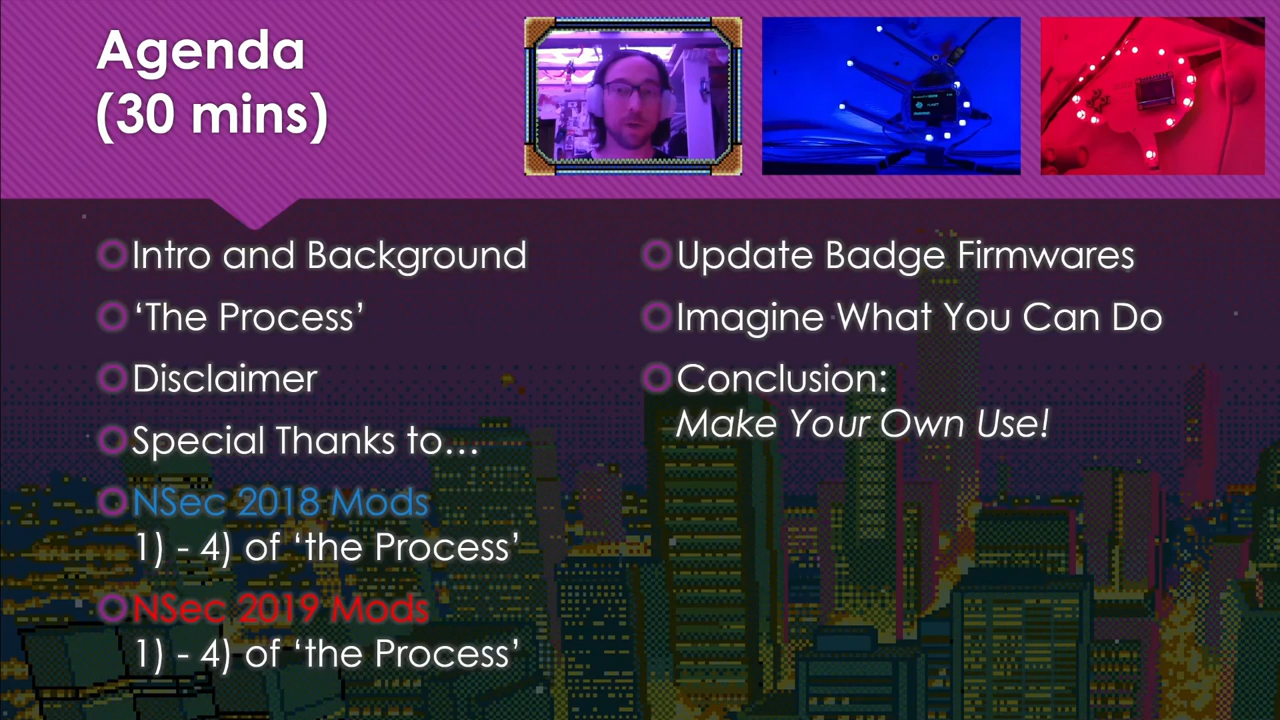 Agenda
(30 mins)
Intro and Background
‘The Process’
Disclaimer
Special Thanks to…
NSec 2018 Mods
1) - 4) of ‘the Process’
NSec 2019 Mods
1) - 4) of ‘the Process’
Update Badge Firmwares
Imagine What You Can Do
Conclusion:
Make Your Own Use!